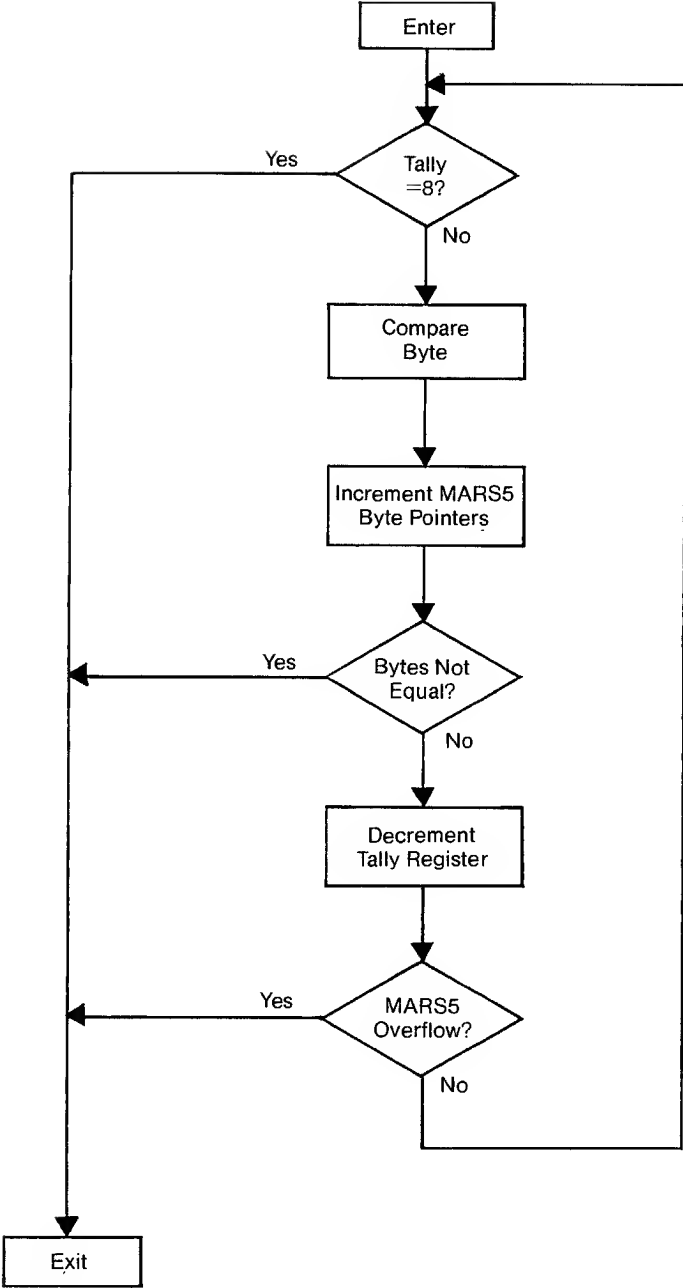 Enter
Yes
Tally
=8?
No
Compare
Byte
Increment MARS5
Byte Pointers
Yes
Bytes Not
Equal?
No
Decrement
Tally Register
Yes
MARS5
Overflow?
No
Exit